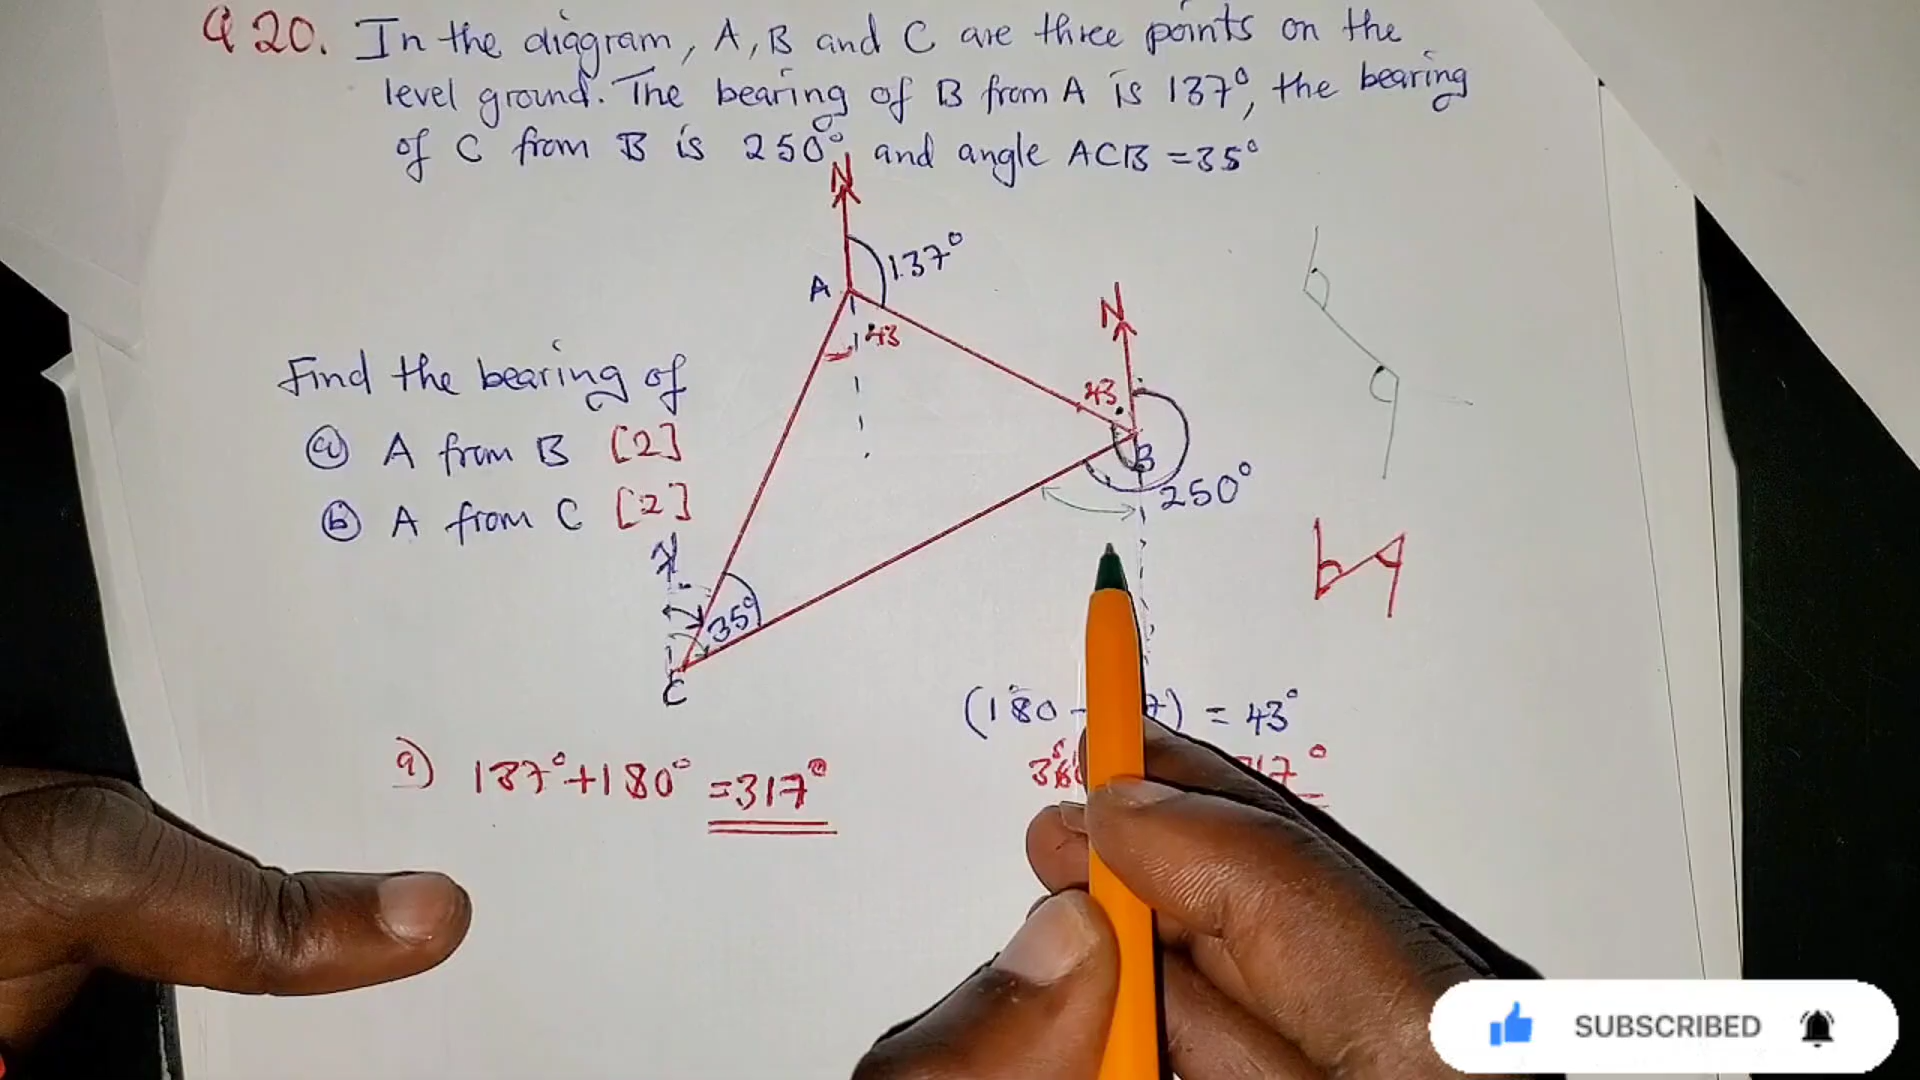 Q 20. In the diagram, A, B and C are three points on the
level ground. The bearing of B from A is 137°, the bearing
of C from B is 250° and angle ACB = 35°
N
137°
A
43
N
43
B
250°
Find the bearing of
(a) A from B [2]
(b) A from C [2]
N
35°
C
a) 137° + 180° = 317°
(180 - 7) = 43°
317°
SUBSCRIBED